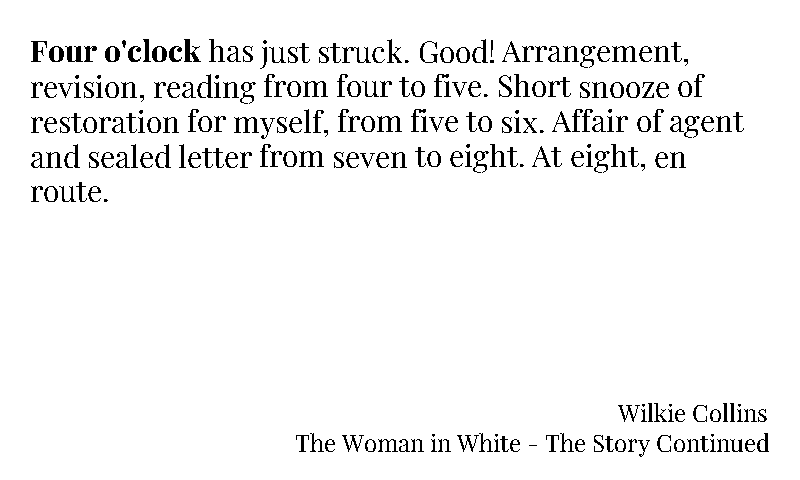 Four o'clock has just struck. Good! Arrangement,
revision, reading from four to five. Short snooze of
restoration for myself, from five to six. Affair of agent
and sealed letter from seven to eight. At eight, en
route.
Wilkie Collins
The Woman in White - The Story Continued